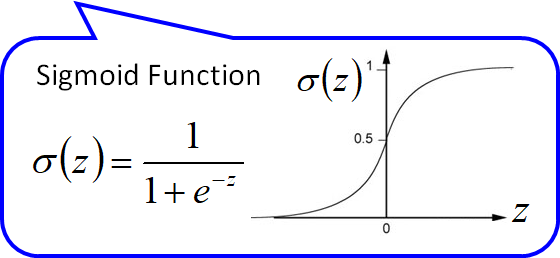 Sigmoid Function
σ(z) = 1 / (1 + e^{-z})
σ(z)
1
0.5
0
z